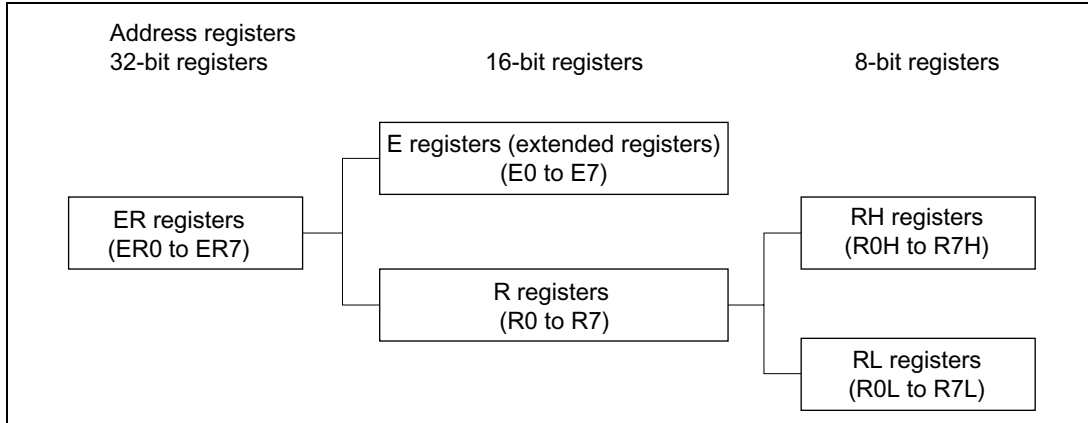 Address registers
32-bit registers
16-bit registers
8-bit registers
E registers (extended registers)
(E0 to E7)
ER registers
(ER0 to ER7)
RH registers
(R0H to R7H)
R registers
(R0 to R7)
RL registers
(R0L to R7L)